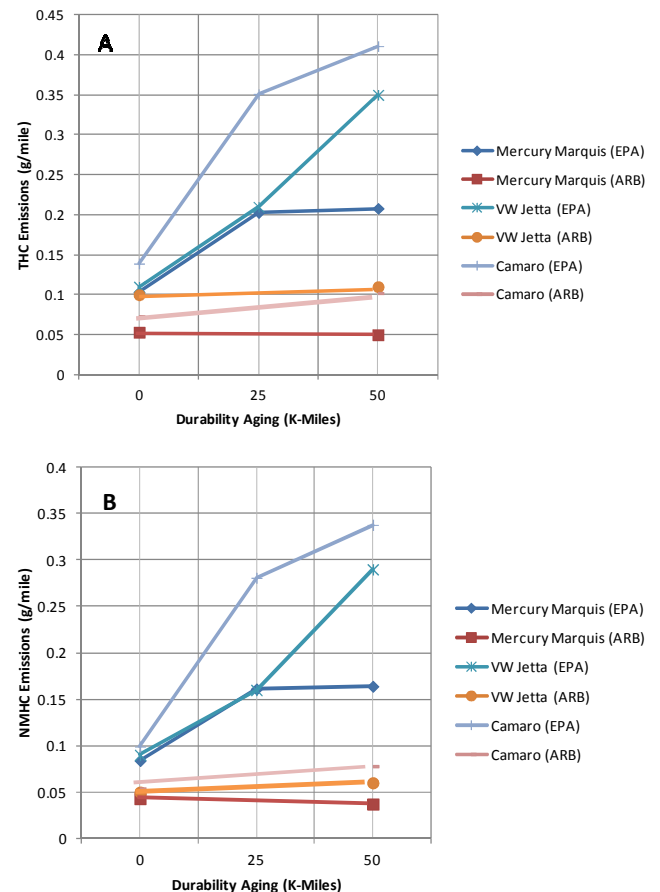 A
0.45
0.4
0.35
0.3
0.25
0.2
0.15
0.1
0.05
0
THC Emissions (g/mile)
0 25 50
Durability Aging (K-Miles)
Mercury Marquis (EPA)
Mercury Marquis (ARB)
VW Jetta (EPA)
VW Jetta (ARB)
Camaro (EPA)
Camaro (ARB)
B
0.4
0.35
0.3
0.25
0.2
0.15
0.1
0.05
0
NMHC Emissions (g/mile)
0 25 50
Durability Aging (K-Miles)
Mercury Marquis (EPA)
Mercury Marquis (ARB)
VW Jetta (EPA)
VW Jetta (ARB)
Camaro (EPA)
Camaro (ARB)